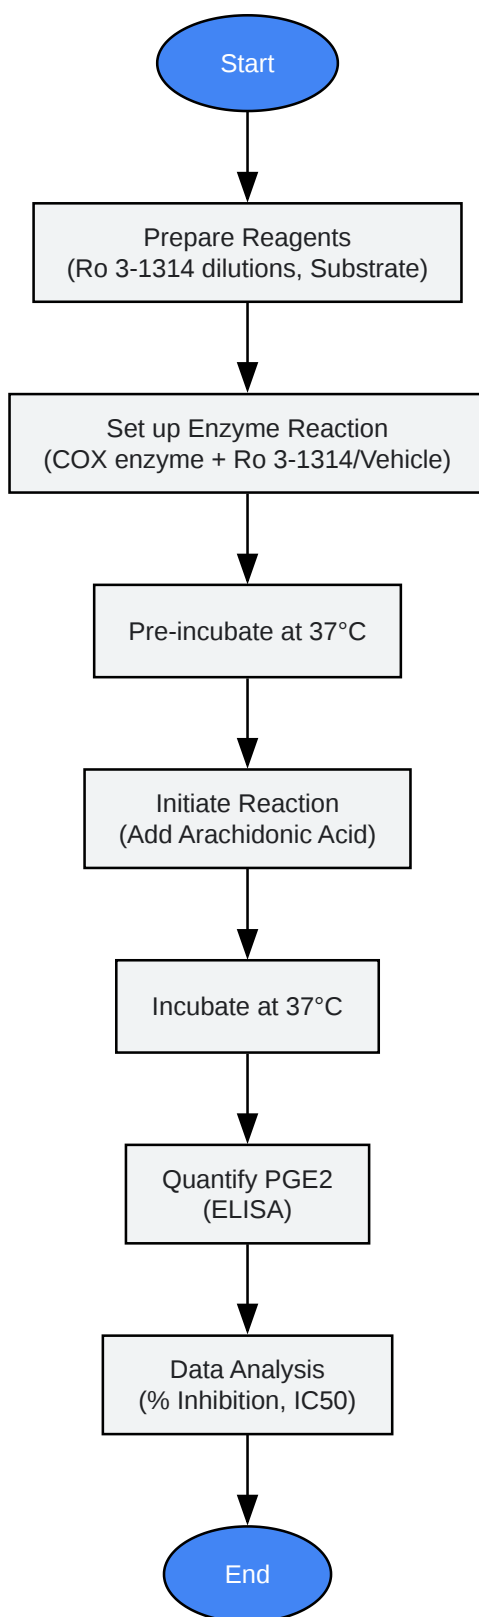 Start
Prepare Reagents
(Ro 3-1314 dilutions, Substrate)
Set up Enzyme Reaction
(COX enzyme + Ro 3-1314/Vehicle)
Pre-incubate at 37°C
Initiate Reaction
(Add Arachidonic Acid)
Incubate at 37°C
Quantify PGE2
(ELISA)
Data Analysis
(% Inhibition, IC50)
End